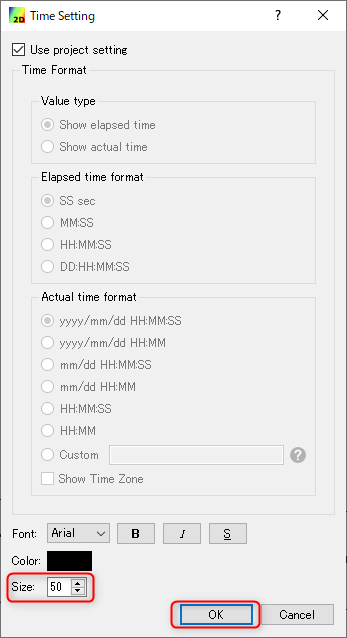 2D Time Setting
Use project setting
Time Format
Value type
Show elapsed time
Show actual time
Elapsed time format
SS sec
MM:SS
HH:MM:SS
DD:HH:MM:SS
Actual time format
yyyy/mm/dd HH:MM:SS
yyyy/mm/dd HH:MM
mm/dd HH:MM:SS
mm/dd HH:MM
HH:MM:SS
HH:MM
Custom ?
Show Time Zone
Font: Arial B I S
Color:
Size: 50
OK Cancel